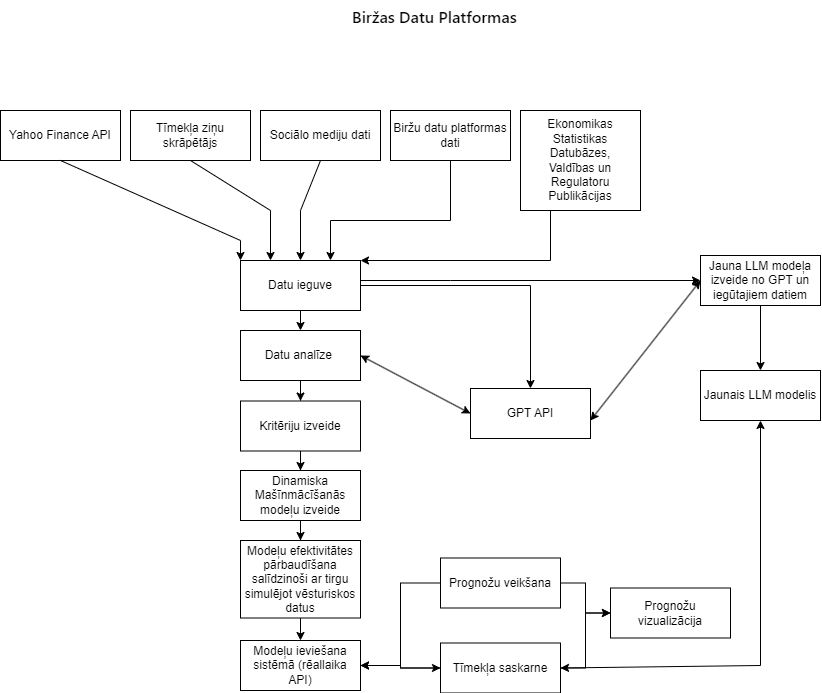 Biržas Datu Platformas
Yahoo Finance API
Tīmekļa ziņu
skrāpētājs
Sociālo mediju dati
Biržu datu platformas
dati
Ekonomikas
Statistikas
Datubāzes,
Valdības un
Regulatoru
Publikācijas
Datu ieguve
Jauna LLM modeļa
izveide no GPT un
iegūtajiem datiem
Datu analīze
GPT API
Jaunais LLM modelis
Kritēriju izveide
Dinamiska
Mašīnmācīšanās
modeļu izveide
Modeļu efektivitātes
pārbaudīšana
salīdzinoši ar tirgu
simulējot vēsturiskos
datus
Prognožu veikšana
Prognožu
vizualizācija
Modeļu ieviešana
sistēmā (rēallaika
API)
Tīmekļa saskarne